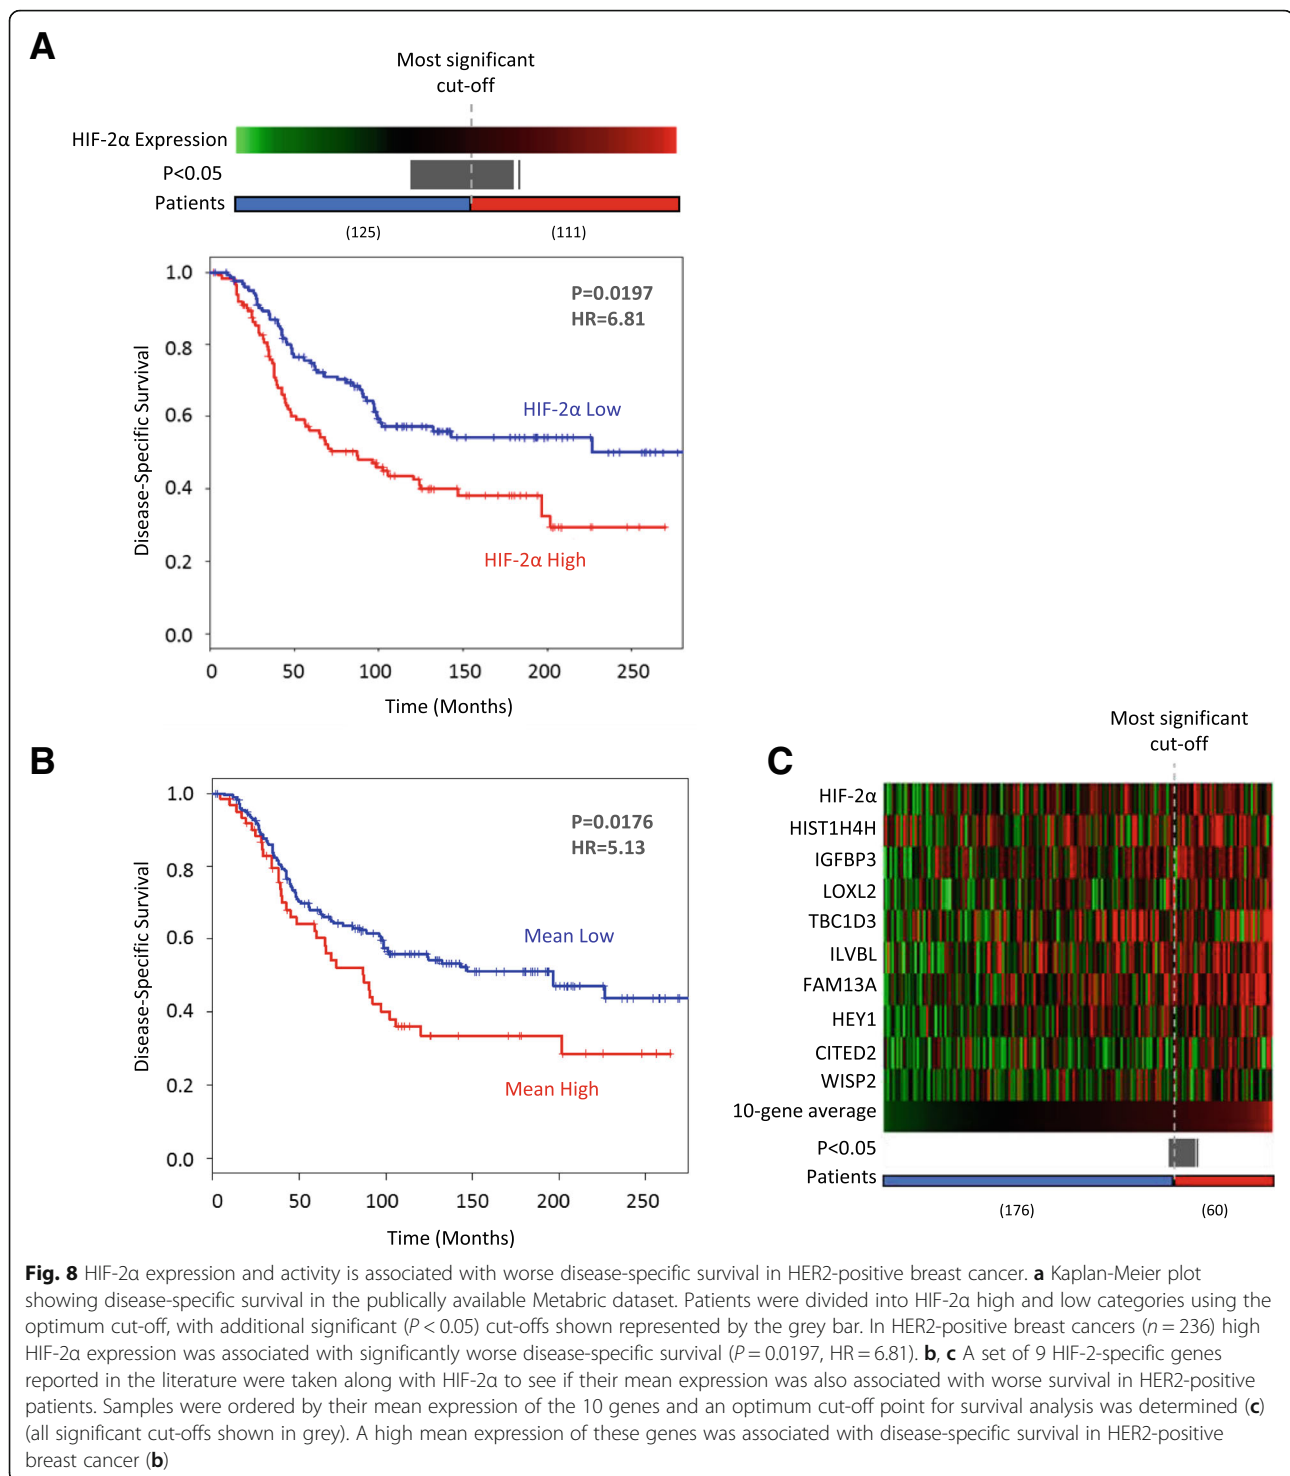 A
Most significant
cut-off
HIF-2α Expression
P<0.05
Patients
(125)
(111)
1.0
0.8
0.6
0.4
0.2
0.0
Disease-Specific Survival
P=0.0197
HR=6.81
HIF-2α Low
HIF-2α High
0 50 100 150 200 250
Time (Months)
B
1.0
0.8
0.6
0.4
0.2
0.0
Disease-Specific Survival
P=0.0176
HR=5.13
Mean Low
Mean High
0 50 100 150 200 250
Time (Months)
C
Most significant
cut-off
HIF-2α
HIST1H4H
IGFBP3
LOXL2
TBC1D3
ILVBL
FAM13A
HEY1
CITED2
WISP2
10-gene average
P<0.05
Patients
(176)
(60)
Fig. 8 HIF-2α expression and activity is associated with worse disease-specific survival in HER2-positive breast cancer. a Kaplan-Meier plot
showing disease-specific survival in the publically available Metabric dataset. Patients were divided into HIF-2α high and low categories using the
optimum cut-off, with additional significant (P < 0.05) cut-offs shown represented by the grey bar. In HER2-positive breast cancers (n = 236) high
HIF-2α expression was associated with significantly worse disease-specific survival (P = 0.0197, HR = 6.81). b, c A set of 9 HIF-2-specific genes
reported in the literature were taken along with HIF-2α to see if their mean expression was also associated with worse survival in HER2-positive
patients. Samples were ordered by their mean expression of the 10 genes and an optimum cut-off point for survival analysis was determined (c)
(all significant cut-offs shown in grey). A high mean expression of these genes was associated with disease-specific survival in HER2-positive
breast cancer (b)